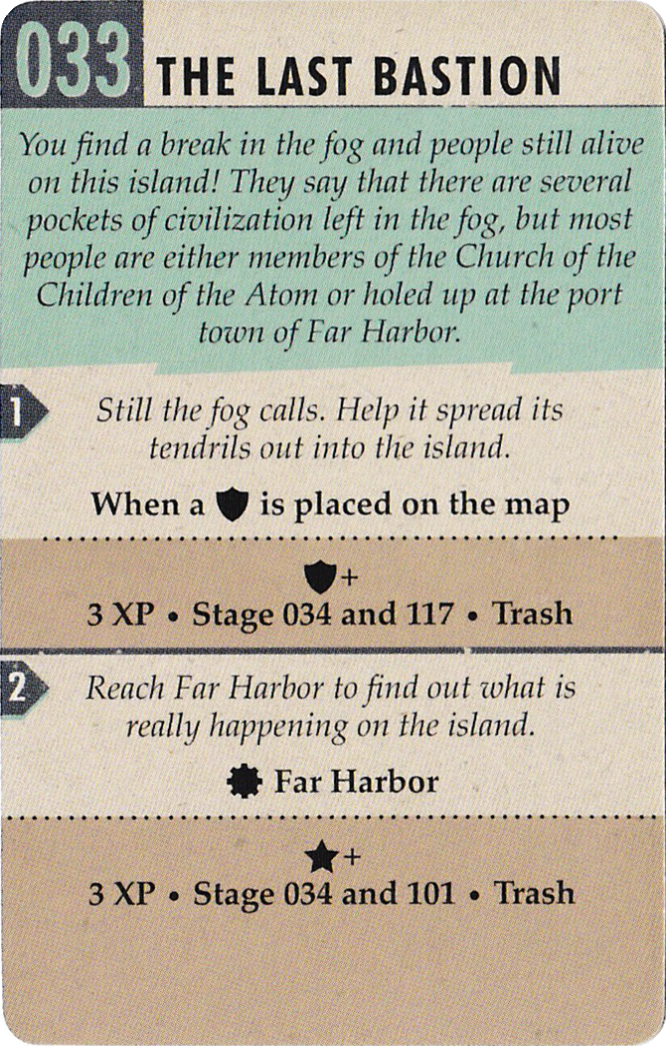 033 THE LAST BASTION
You find a break in the fog and people still alive
on this island! They say that there are several
pockets of civilization left in the fog, but most
people are either members of the Church of the
Children of the Atom or holed up at the port
town of Far Harbor.
1 Still the fog calls. Help it spread its
tendrils out into the island.
When a is placed on the map
+
3 XP • Stage 034 and 117 • Trash
2 Reach Far Harbor to find out what is
really happening on the island.
Far Harbor
★+
3 XP • Stage 034 and 101 • Trash